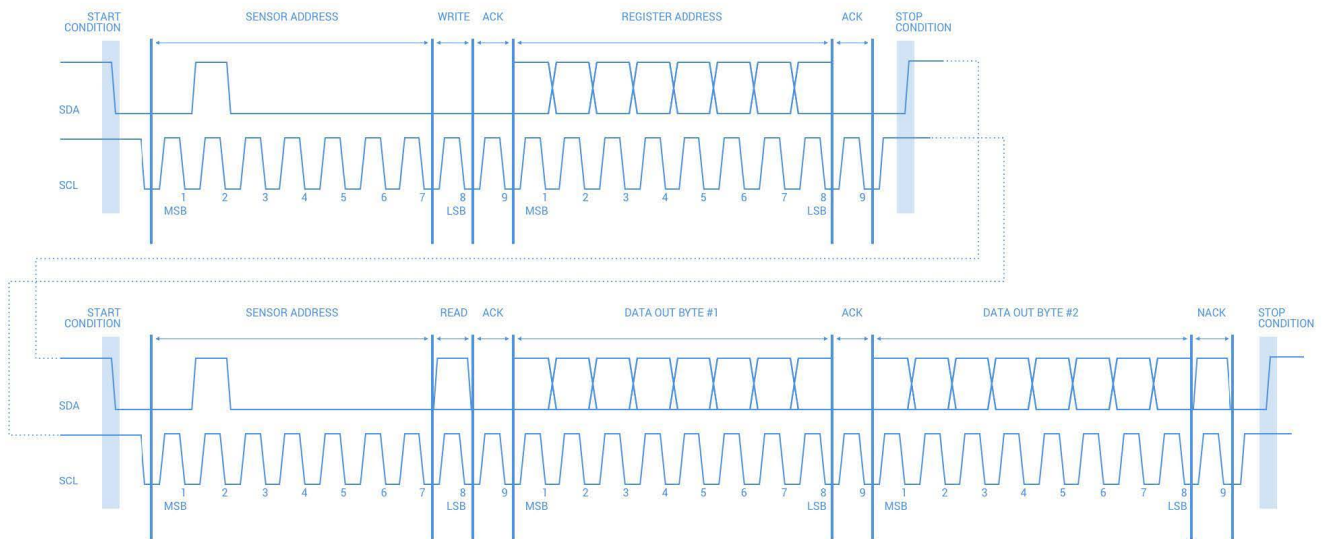 START SENSOR ADDRESS WRITE ACK REGISTER ADDRESS ACK STOP
CONDITION CONDITION
SDA
SCL
1 2 3 4 5 6 7 8 9 1 2 3 4 5 6 7 8 9
MSB LSB MSB LSB
START SENSOR ADDRESS READ ACK DATA OUT BYTE #1 ACK DATA OUT BYTE #2 NACK STOP
CONDITION CONDITION
SDA
SCL
1 2 3 4 5 6 7 8 9 1 2 3 4 5 6 7 8 9 1 2 3 4 5 6 7 8 9
MSB LSB MSB LSB MSB LSB